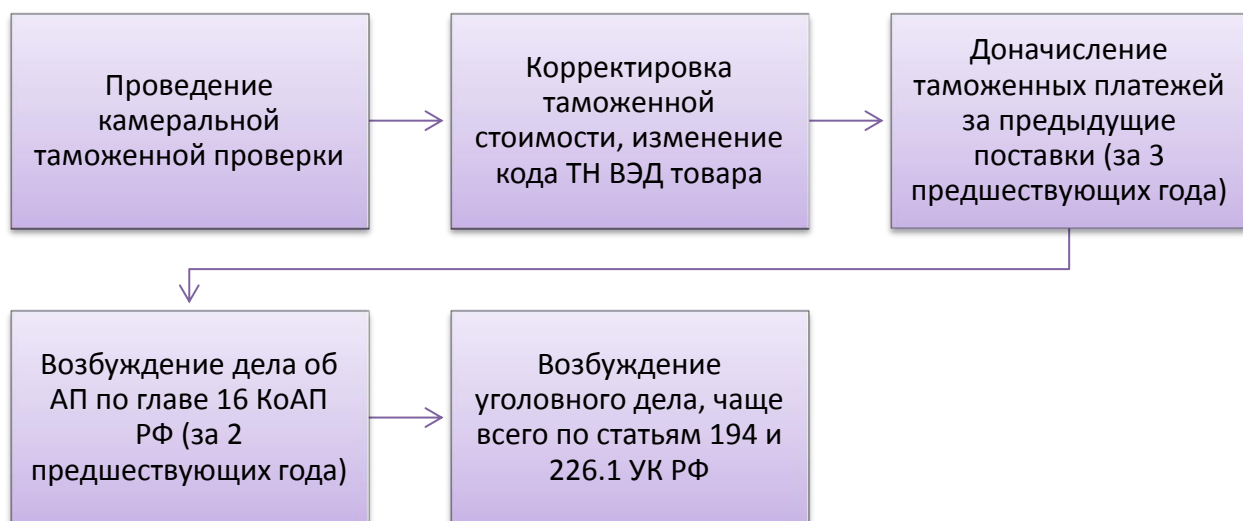 Проведение
камеральной
таможенной проверки
Корректировка
таможенной
стоимости, изменение
кода ТН ВЭД товара
Доначисление
таможенных платежей
за предыдущие
поставки (за 3
предшествующих года)
Возбуждение дела об
АП по главе 16 КоАП
РФ (за 2
предшествующих года)
Возбуждение
уголовного дела, чаще
всего по статьям 194 и
226.1 УК РФ